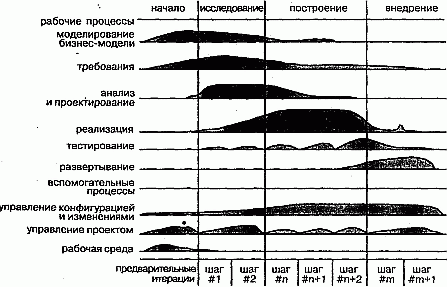 начало исследование построение внедрение
рабочие процессы
моделирование
бизнес-модели
требования
анализ
и проектирование
реализация
тестирование
развертывание
вспомогательные
процессы
управление конфигурацией
и изменениями
управление проектом
рабочая среда
предварительные
итерации
шаг шаг шаг шаг шаг шаг шаг
#1 #2 #n #n+1 #n+2 #m #m+1